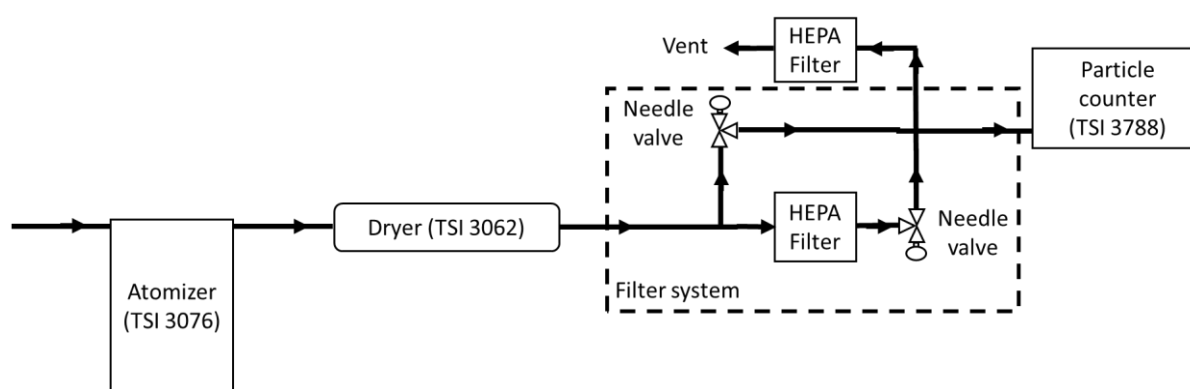 Vent
HEPA
Filter
Particle
counter
(TSI 3788)
Needle
valve
Dryer (TSI 3062)
HEPA
Filter
Needle
valve
Atomizer
(TSI 3076)
Filter system